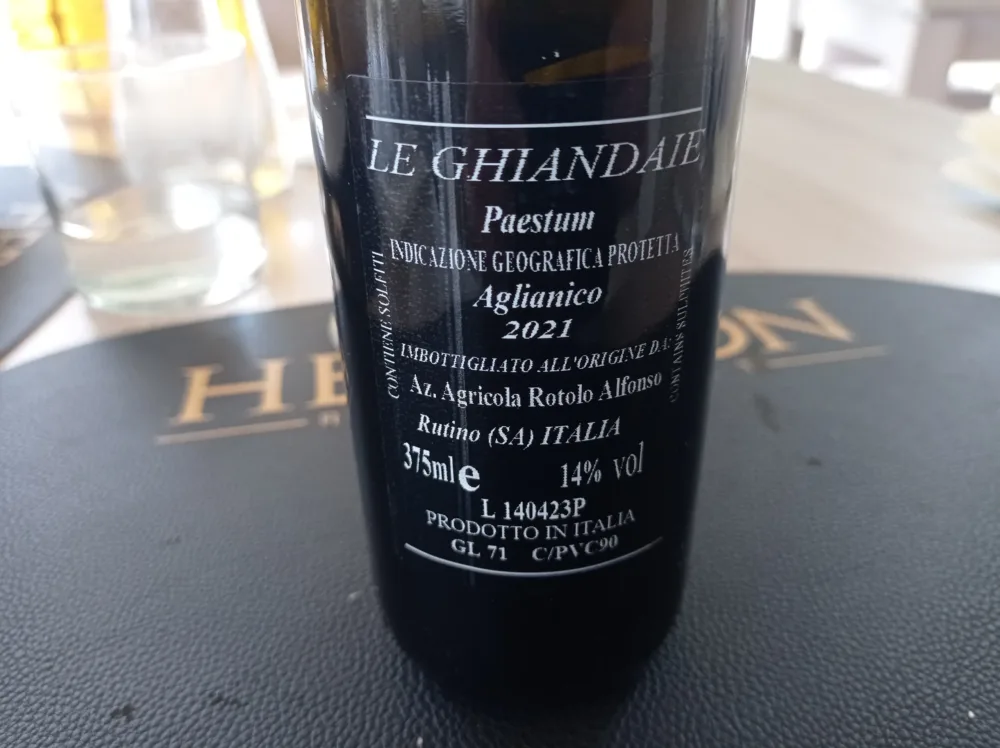 LE GHIANDAIE
Paestum
INDICAZIONE GEOGRAFICA PROTETTA
Aglianico
2021
IMBOTTIGLIATO ALL'ORIGINE DA:
Az. Agricola Rotolo Alfonso
Rutino (SA) ITALIA
375ml e 14% vol
L 140423P
PRODOTTO IN ITALIA
GL 71 C/PVC90
CONTIENE SOLFITI
CONTAINS SULPHITES